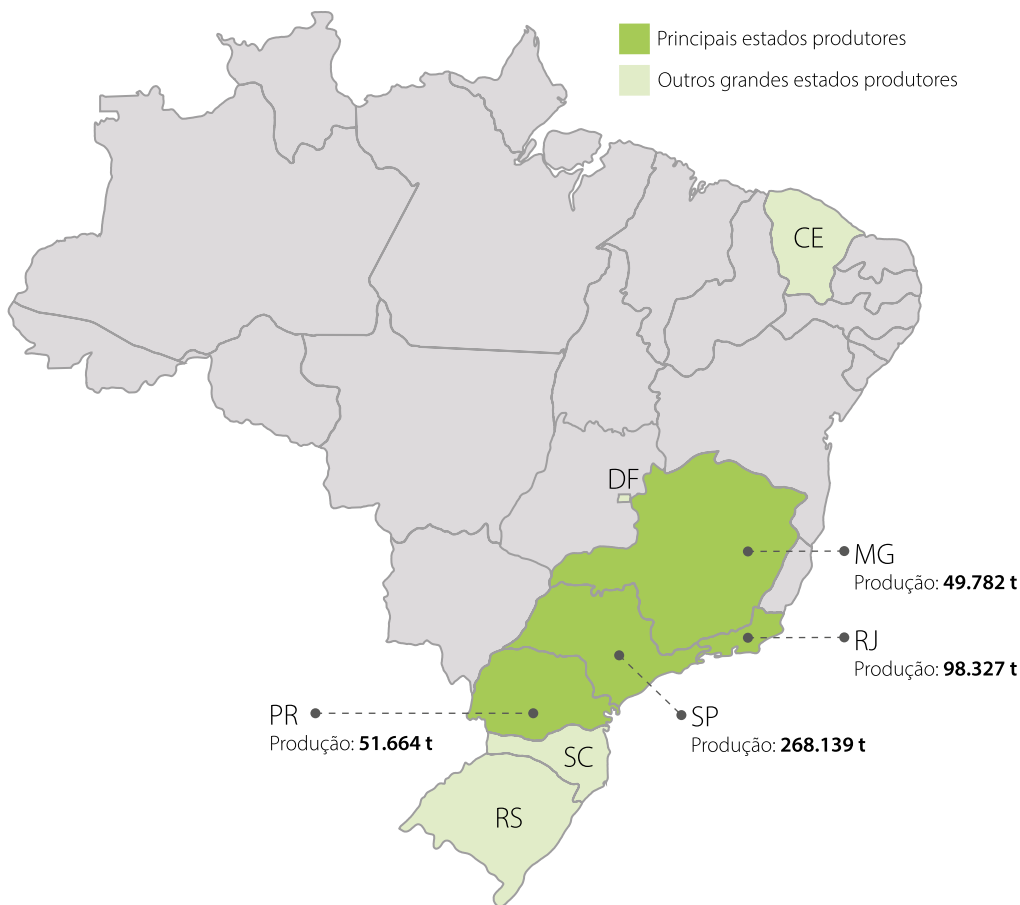 Principais estados produtores
Outros grandes estados produtores
CE
DF
MG
Produção: 49.782 t
RJ
Produção: 98.327 t
PR
Produção: 51.664 t
SP
Produção: 268.139 t
SC
RS